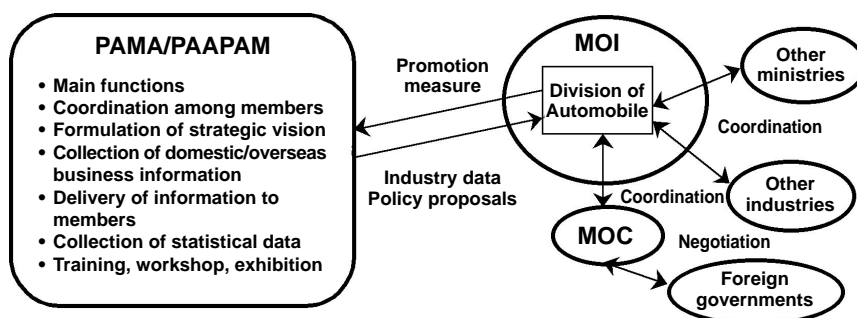 PAMA/PAAPAM
• Main functions
• Coordination among members
• Formulation of strategic vision
• Collection of domestic/overseas
business information
• Delivery of information to
members
• Collection of statistical data
• Training, workshop, exhibition
Promotion
measure
Industry data
Policy proposals
MOI
Division of
Automobile
Other
ministries
Coordination
Other
industries
Coordination
MOC
Negotiation
Foreign
governments